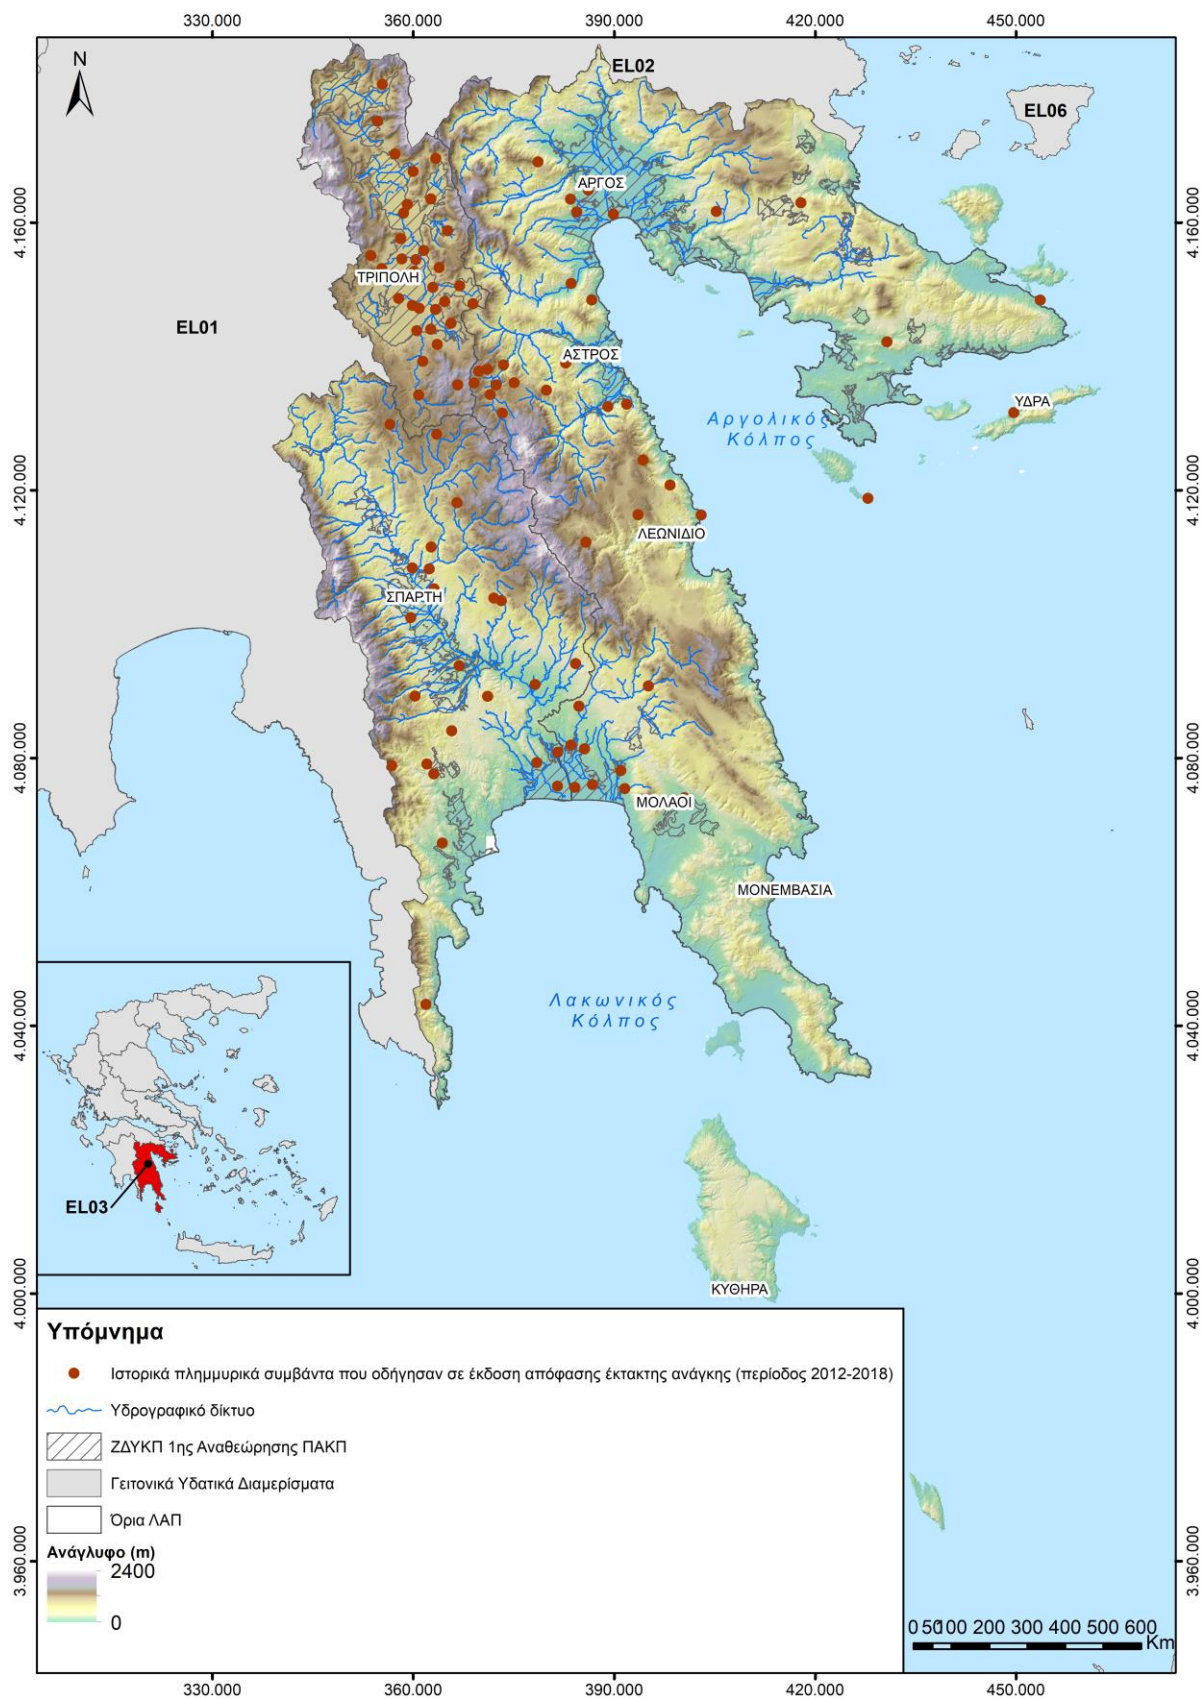 330.000 360.000 390.000 420.000 450.000
N
EL02
EL06
ΑΡΓΟΣ
4.160.000 4.160.000
ΤΡΙΠΟΛΗ
EL01
ΑΣΤΡΟΣ
ΥΔΡΑ
Αργολικός
Κόλπος
4.120.000 4.120.000
ΛΕΩΝΙΔΙΟ
ΣΠΑΡΤΗ
4.080.000 4.080.000
ΜΟΛΑΟΙ
ΜΟΝΕΜΒΑΣΙΑ
Λακωνικός
Κόλπος
4.040.000 4.040.000
EL03
ΚΥΘΗΡΑ
4.000.000 4.000.000
Υπόμνημα
Ιστορικά πλημμυρικά συμβάντα που οδήγησαν σε έκδοση απόφασης έκτακτης ανάγκης (περίοδος 2012-2018)
Υδρογραφικό δίκτυο
ΖΔΥΚΠ 1ης Αναθεώρησης ΠΑΚΠ
Γειτονικά Υδατικά Διαμερίσματα
Όρια ΛΑΠ
Ανάγλυφο (m)
2400
0
3.960.000 3.960.000
0 50100 200 300 400 500 600
Km
330.000 360.000 390.000 420.000 450.000